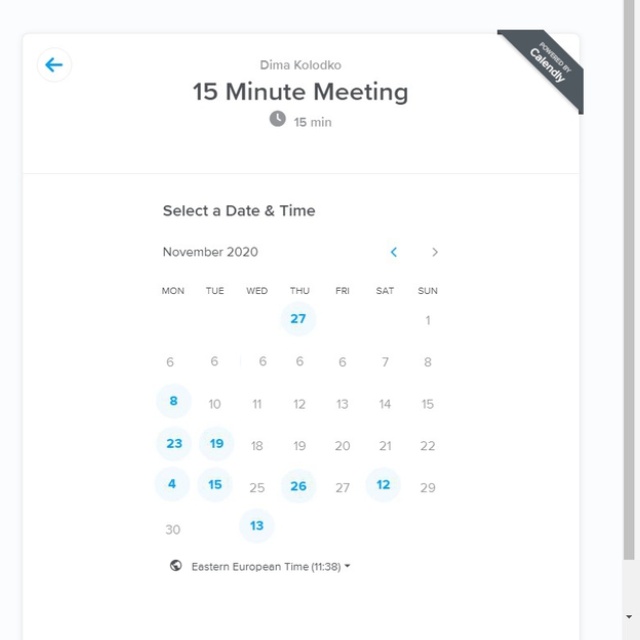 POWERED BY
Calendly
Dima Kolodko
15 Minute Meeting
15 min
Select a Date & Time
November 2020
MON TUE WED THU FRI SAT SUN
27 1
6 6 6 6 6 7 8
8 10 11 12 13 14 15
23 19 18 19 20 21 22
4 15 25 26 27 12 29
30 13
Eastern European Time (11:38)